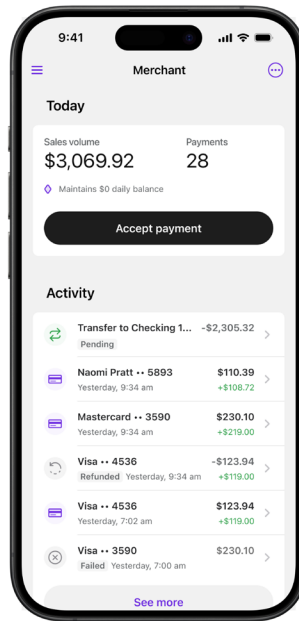 9:41
Merchant
Today
Sales volume Payments
$3,069.92 28
Maintains $0 daily balance
Accept payment
Activity
Transfer to Checking 1... -$2,305.32
Pending
Naomi Pratt •• 5893 $110.39
Yesterday, 9:34 am +$108.72
Mastercard •• 3590 $230.10
Yesterday, 9:34 am +$219.00
Visa •• 4536 -$123.94
Refunded Yesterday, 9:34 am +$119.00
Visa •• 4536 $123.94
Yesterday, 7:02 am +$119.00
Visa •• 3590 $230.10
Failed Yesterday, 7:00 am
See more